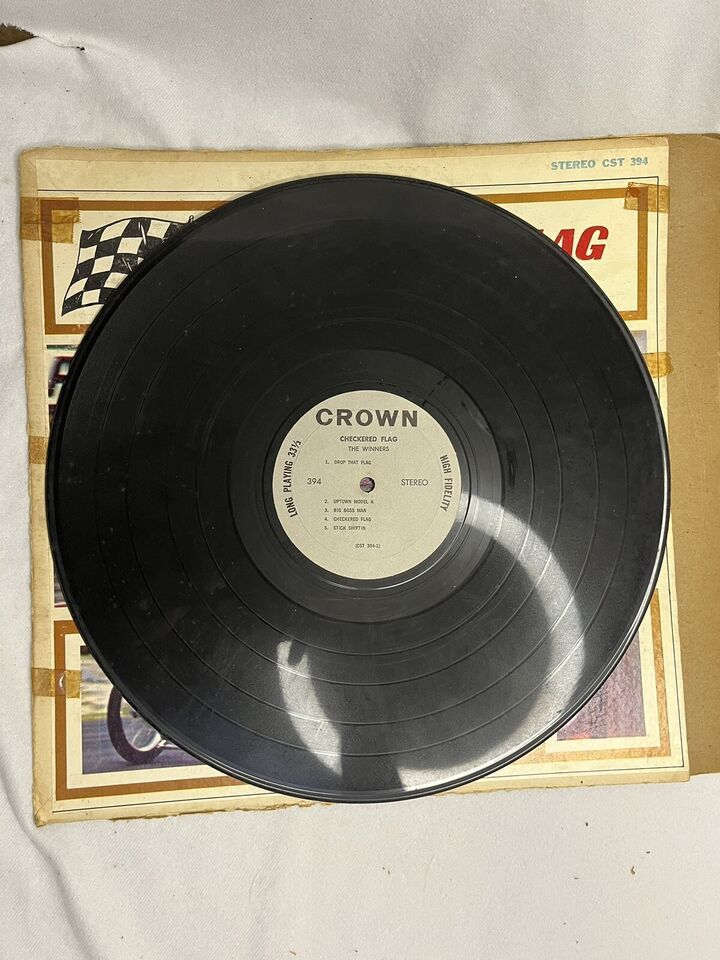 STEREO CST 394
LAG
CROWN
CHECKERED FLAG
THE WINNERS
LONG PLAYING 33⅓
HIGH FIDELITY
1. DROP THAT FLAG
394
STEREO
2. UPTOWN MODEL A
3. BIG BOSS MAN
4. CHECKERED FLAG
5. STICK SHIFTIN
(CST 394-1)